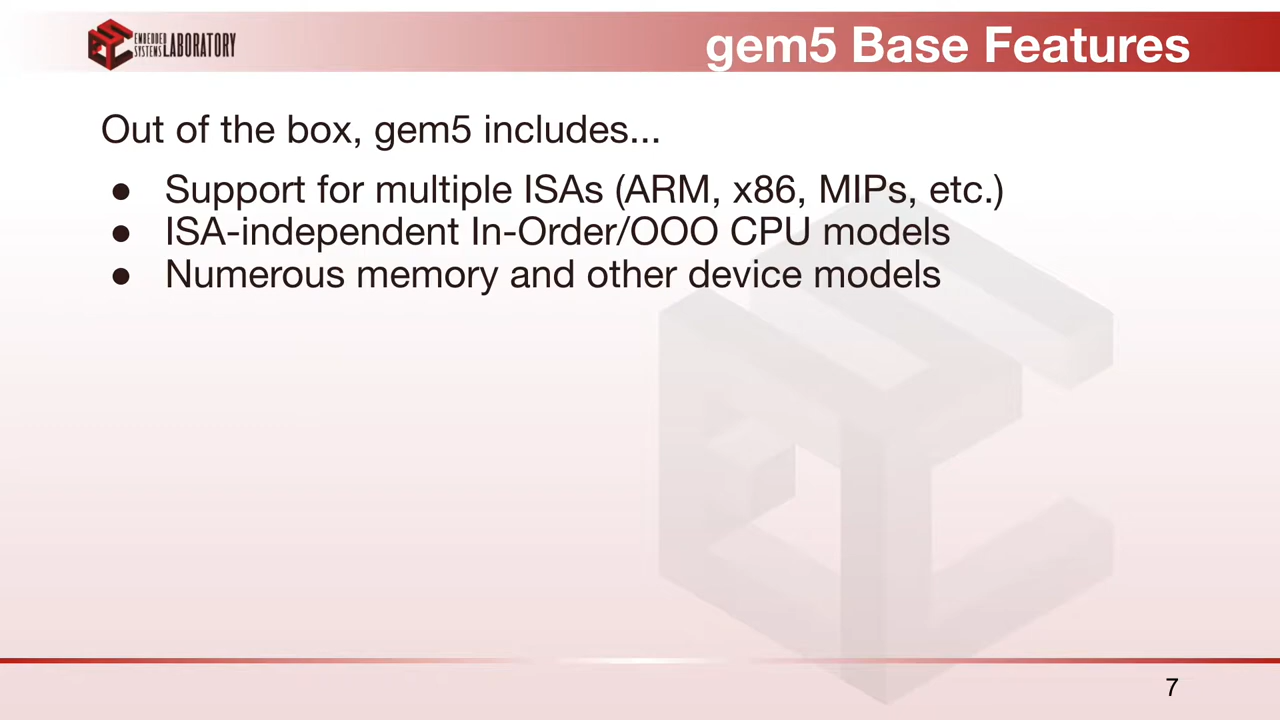 EMBEDDED
SYSTEMS LABORATORY
gem5 Base Features
Out of the box, gem5 includes...
● Support for multiple ISAs (ARM, x86, MIPs, etc.)
● ISA-independent In-Order/OOO CPU models
● Numerous memory and other device models
7